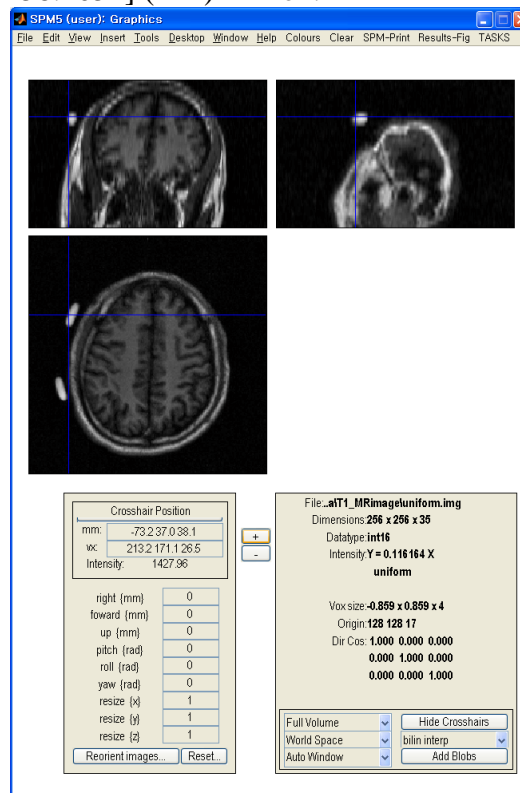 SPM5 (user): Graphics
File Edit View Insert Tools Desktop Window Help Colours Clear SPM-Print Results-Fig TASKS
Crosshair Position
mm: -73.2 37.0 38.1
vx: 213.2 171.1 26.5
Intensity: 1427.96
right {mm} 0
foward {mm} 0
up {mm} 0
pitch {rad} 0
roll {rad} 0
yaw {rad} 0
resize {x} 1
resize {y} 1
resize {z} 1
Reorient images... Reset...
+
-
File:..a\T1_MRimage\uniform.img
Dimensions:256 x 256 x 35
Datatype:int16
Intensity:Y = 0.116164 X
uniform
Vox size:-0.859 x 0.859 x 4
Origin:128 128 17
Dir Cos: 1.000 0.000 0.000
0.000 1.000 0.000
0.000 0.000 1.000
Full Volume Hide Crosshairs
World Space bilin interp
Auto Window Add Blobs